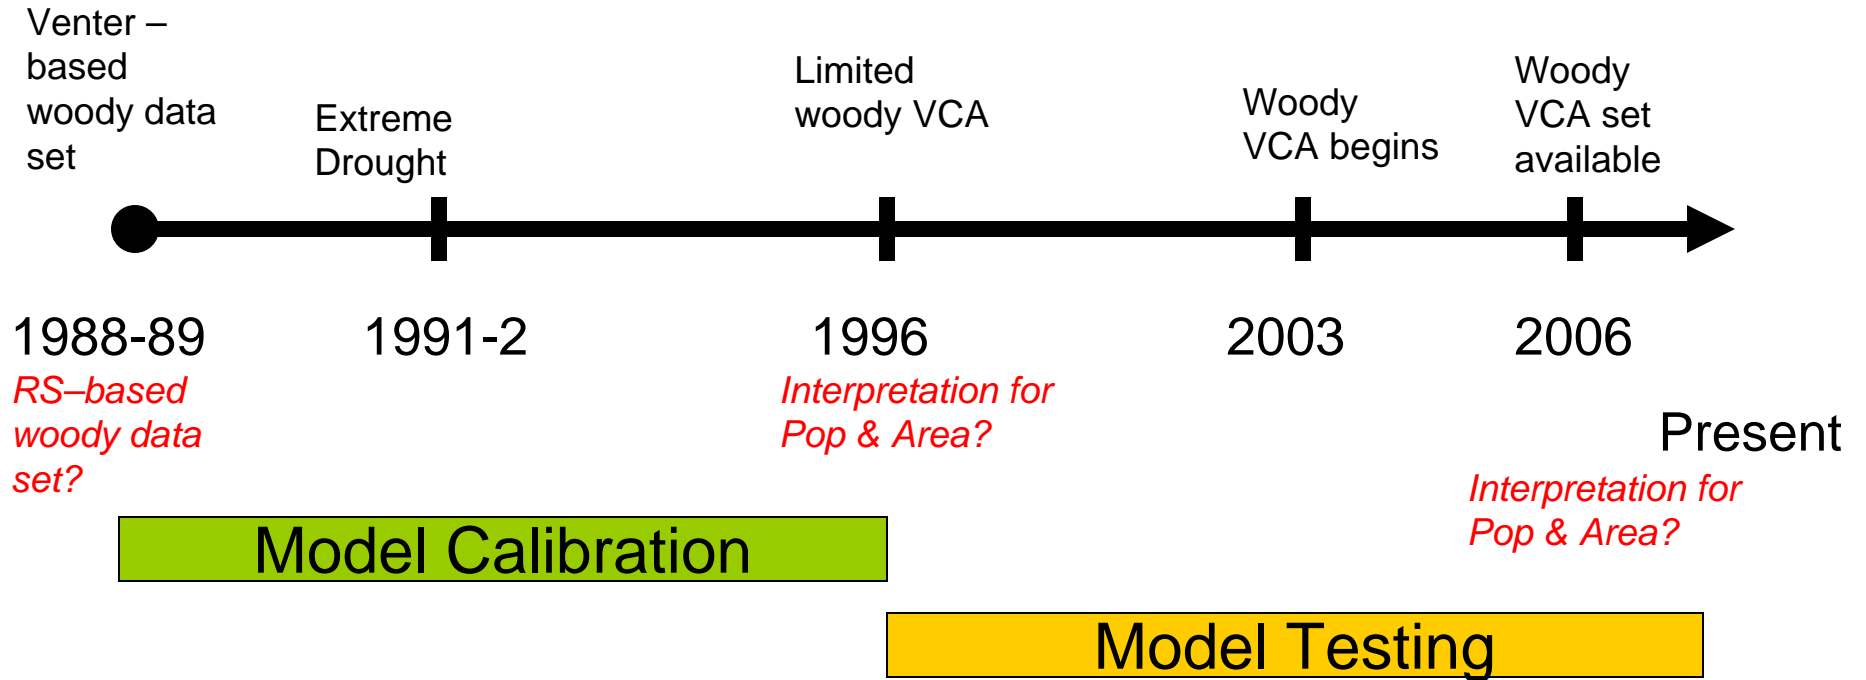 Venter –
based
woody data
set
Extreme
Drought
Limited
woody VCA
Woody
VCA begins
Woody
VCA set
available
1988-89
1991-2
1996
2003
2006
RS–based
woody data
set?
Interpretation for
Pop & Area?
Present
Interpretation for
Pop & Area?
Model Calibration
Model Testing